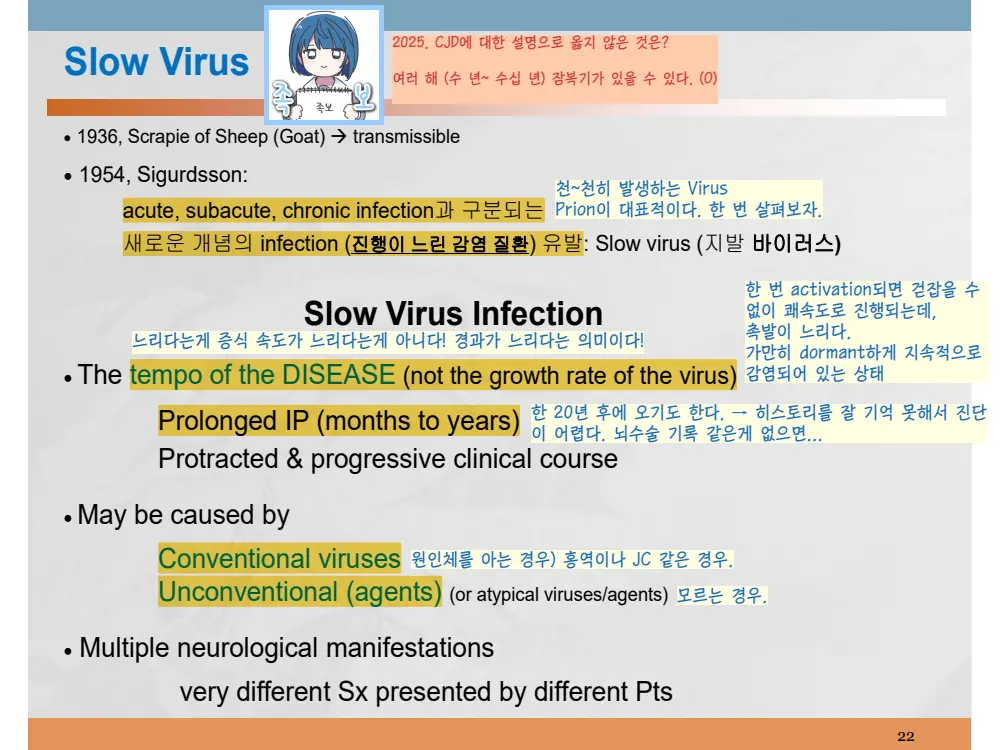 Slow Virus
족 보
족보
2025. CJD에 대한 설명으로 옳지 않은 것은?
여러 해 (수 년~ 수십 년) 잠복기가 있을 수 있다. (O)
• 1936, Scrapie of Sheep (Goat) → transmissible
• 1954, Sigurdsson:
acute, subacute, chronic infection과 구분되는
천~천히 발생하는 Virus
Prion이 대표적이다. 한 번 살펴보자.
새로운 개념의 infection (진행이 느린 감염 질환) 유발: Slow virus (지발 바이러스)
Slow Virus Infection
느리다는게 증식 속도가 느리다는게 아니다! 경과가 느리다는 의미이다!
한 번 activation되면 걷잡을 수
없이 쾌속도로 진행되는데,
촉발이 느리다.
가만히 dormant하게 지속적으로
감염되어 있는 상태
• The tempo of the DISEASE (not the growth rate of the virus)
Prolonged IP (months to years)
한 20년 후에 오기도 한다. → 히스토리를 잘 기억 못해서 진단
이 어렵다. 뇌수술 기록 같은게 없으면...
Protracted & progressive clinical course
• May be caused by
Conventional viruses 원인체를 아는 경우) 홍역이나 JC 같은 경우.
Unconventional (agents) (or atypical viruses/agents) 모르는 경우.
• Multiple neurological manifestations
very different Sx presented by different Pts
22